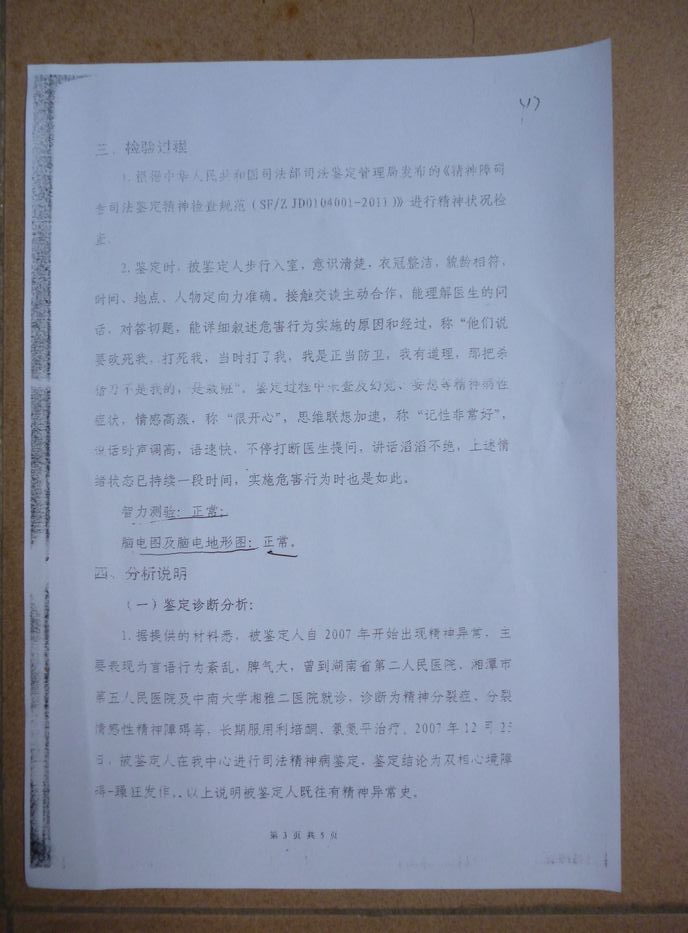 三、检验过程
1.根据中华人民共和国司法部司法鉴定管理局发布的《精神障碍
者司法鉴定精神检查规范（SF/Z JD0104001-2011）》进行精神状况检
查。
2.鉴定时，被鉴定人步行入室，意识清楚，衣冠整洁，貌龄相符，
时间、地点、人物定向力准确。接触交谈主动合作，能理解医生的问
话，对答切题，能详细叙述危害行为实施的原因和经过，称“他们说
要砍死我，打死我，当时打了我，我是正当防卫，我有道理，那把杀
猪刀不是我的，是栽赃”。鉴定过程中未查及幻觉、妄想等精神病性
症状，情感高涨，称“很开心”，思维联想加速，称“记性非常好”，
说话时声调高，语速快，不停打断医生提问，讲话滔滔不绝，上述情
绪状态已持续一段时间，实施危害行为时也是如此。
智力测验：正常；
脑电图及脑电地形图：正常。
四、分析说明
（一）鉴定诊断分析：
1.据提供的材料悉，被鉴定人自 2007 年开始出现精神异常，主
要表现为言语行为紊乱，脾气大，曾到湖南省第二人民医院、湘潭市
第五人民医院及中南大学湘雅二医院就诊，诊断为精神分裂症、分裂
情感性精神障碍等，长期服用利培酮、氯氮平治疗。2007 年 12 月
日，被鉴定人在我中心进行司法精神病鉴定，鉴定结论为双相心境障
碍-躁狂发作。以上说明被鉴定人既往有精神异常史。
第 3 页 共 5 页